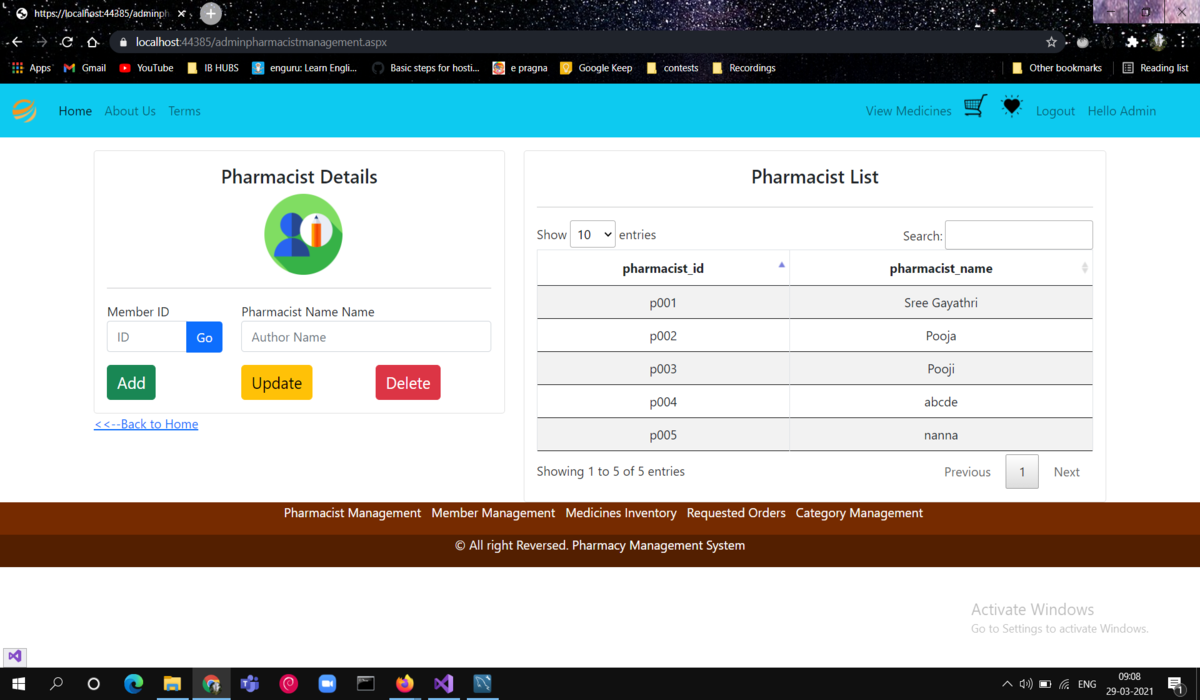 https://localhost:44385/adminph
localhost:44385/adminpharmacistmanagement.aspx
Apps Gmail YouTube IB HUBS enguru: Learn Engli... Basic steps for hosti... e pragna Google Keep contests Recordings Other bookmarks Reading list
Home About Us Terms View Medicines Logout Hello Admin
Pharmacist Details
Member ID Pharmacist Name Name
ID Go Author Name
Add Update Delete
<<--Back to Home
Pharmacist List
Show 10 entries Search:
pharmacist_id pharmacist_name
p001 Sree Gayathri
p002 Pooja
p003 Pooji
p004 abcde
p005 nanna
Showing 1 to 5 of 5 entries Previous 1 Next
Pharmacist Management Member Management Medicines Inventory Requested Orders Category Management
© All right Reversed. Pharmacy Management System
Activate Windows
Go to Settings to activate Windows.
ENG 09:08
29-03-2021 1